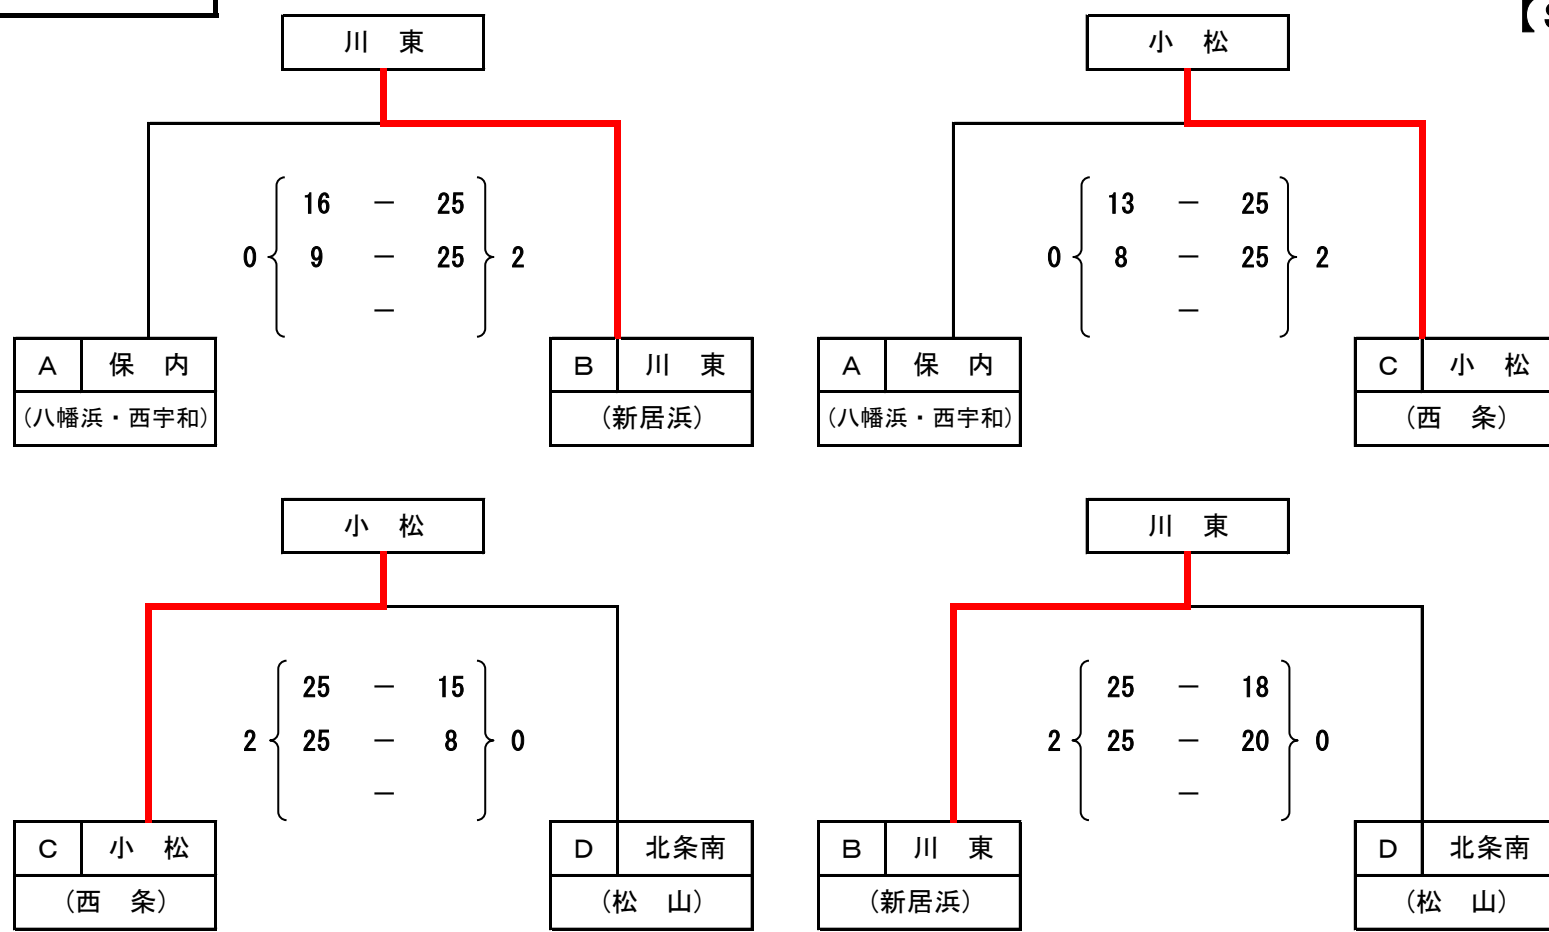 川 東
16 － 25
0 9 － 25 2
－
A 保 内
(八幡浜・西宇和)
B 川 東
(新居浜)
小 松
13 － 25
0 8 － 25 2
－
A 保 内
(八幡浜・西宇和)
C 小 松
(西 条)
小 松
25 － 15
2 25 － 8 0
－
C 小 松
(西 条)
D 北条南
(松 山)
川 東
25 － 18
2 25 － 20 0
－
B 川 東
(新居浜)
D 北条南
(松 山)